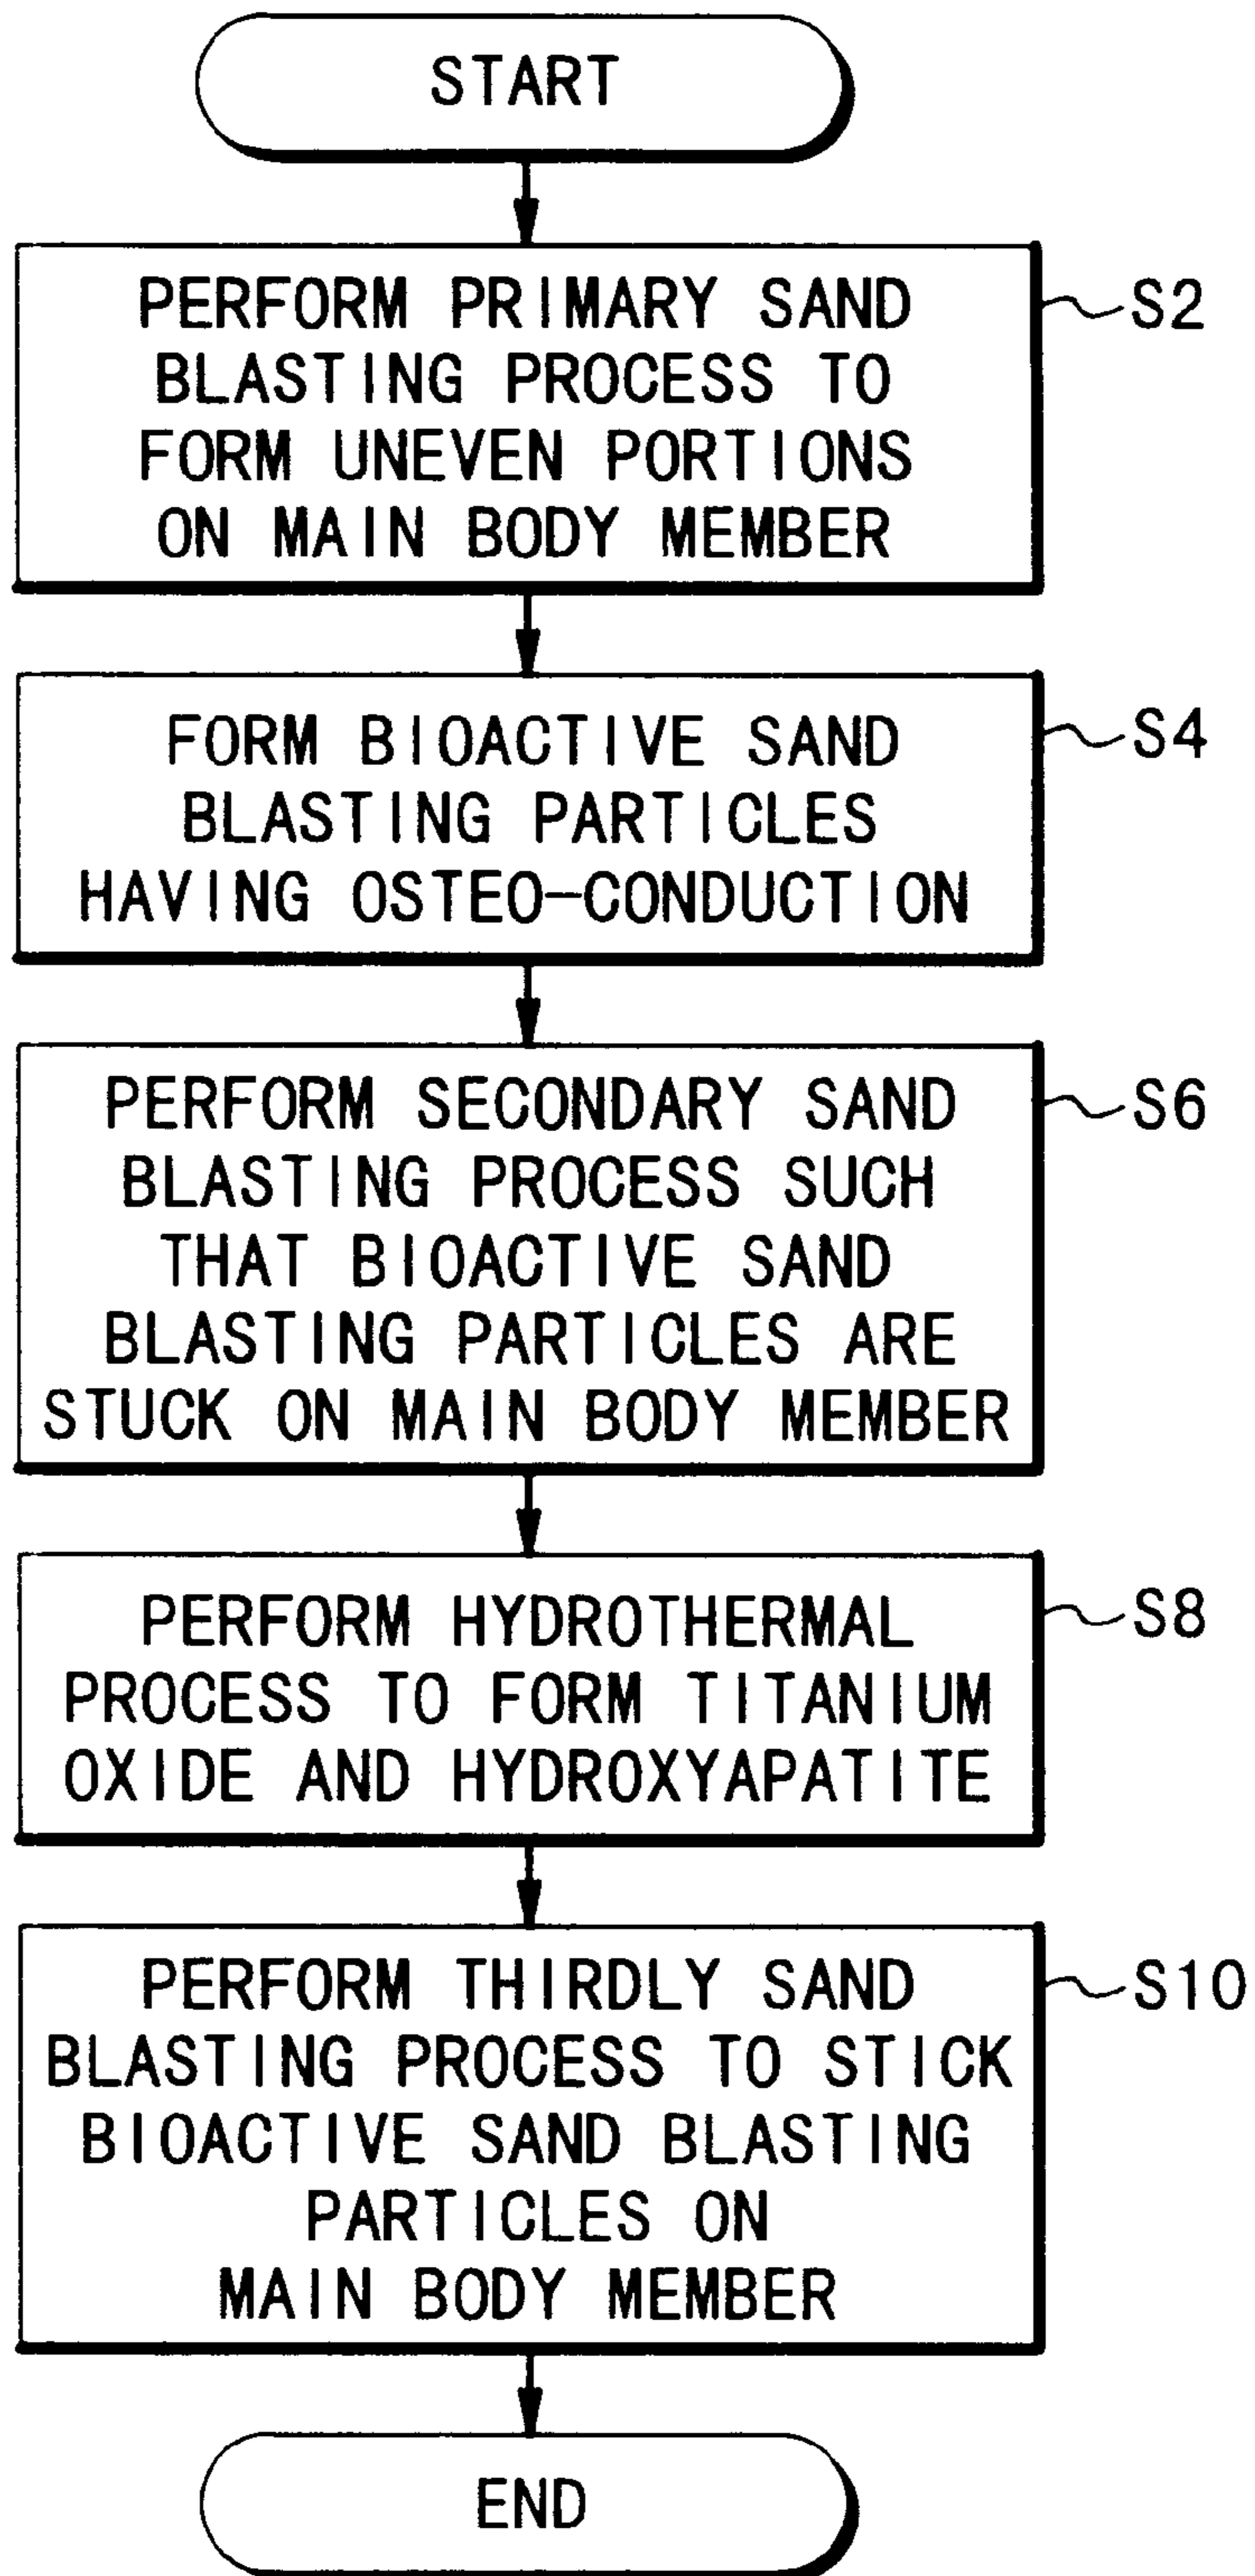 START
PERFORM PRIMARY SAND
BLASTING PROCESS TO
FORM UNEVEN PORTIONS
ON MAIN BODY MEMBER
S2
FORM BIOACTIVE SAND
BLASTING PARTICLES
HAVING OSTEO-CONDUCTION
S4
PERFORM SECONDARY SAND
BLASTING PROCESS SUCH
THAT BIOACTIVE SAND
BLASTING PARTICLES ARE
STUCK ON MAIN BODY MEMBER
S6
PERFORM HYDROTHERMAL
PROCESS TO FORM TITANIUM
OXIDE AND HYDROXYAPATITE
S8
PERFORM THIRDLY SAND
BLASTING PROCESS TO STICK
BIOACTIVE SAND BLASTING
PARTICLES ON
MAIN BODY MEMBER
S10
END